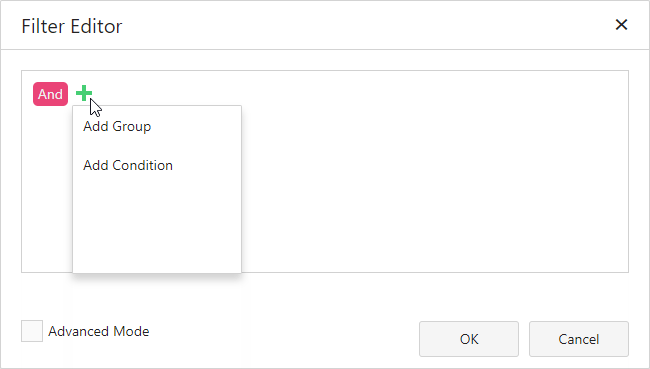 Filter Editor
And
Add Group
Add Condition
Advanced Mode
OK
Cancel